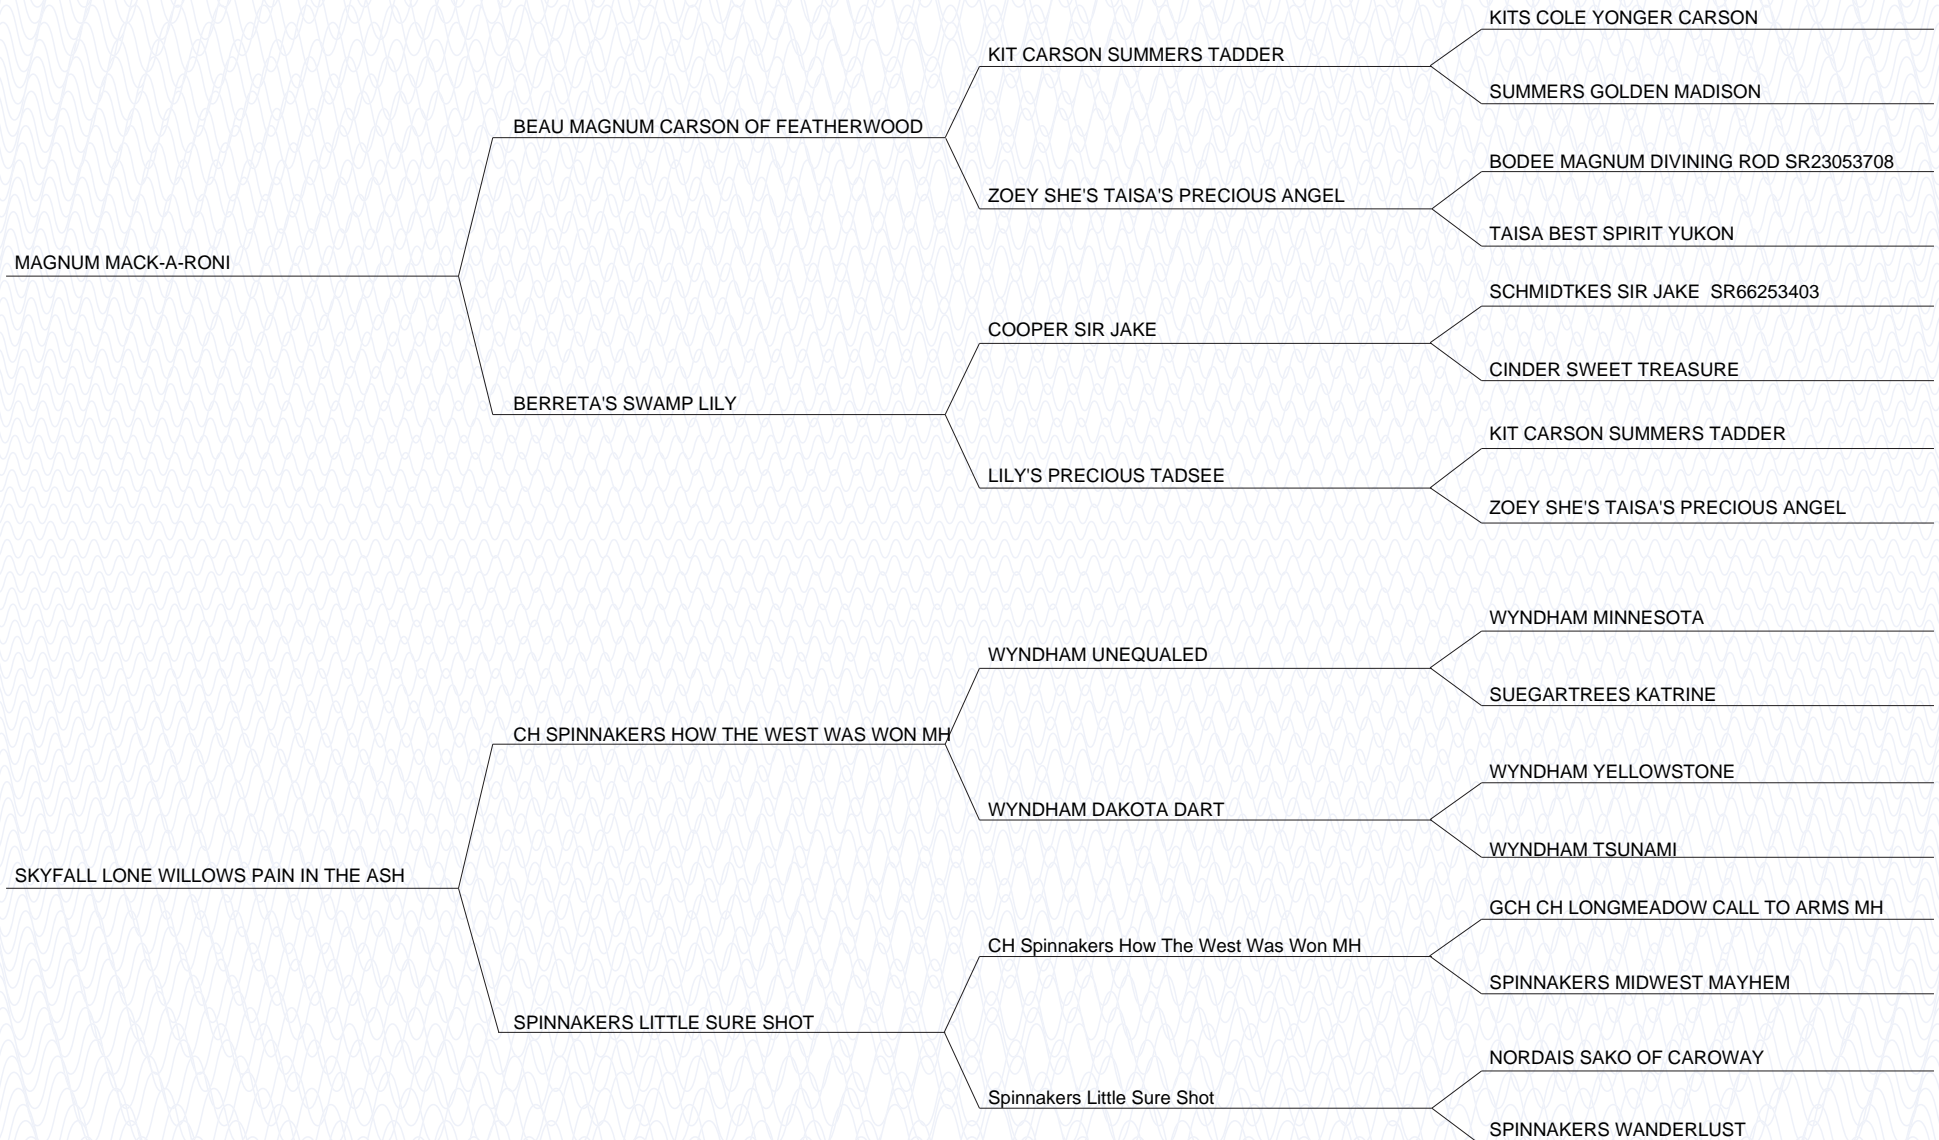 KITS COLE YONGER CARSON
KIT CARSON SUMMERS TADDER
SUMMERS GOLDEN MADISON
BEAU MAGNUM CARSON OF FEATHERWOOD
BODEE MAGNUM DIVINING ROD SR23053708
ZOEY SHE'S TAISA'S PRECIOUS ANGEL
TAISA BEST SPIRIT YUKON
MAGNUM MACK-A-RONI
SCHMIDTKES SIR JAKE  SR66253403
COOPER SIR JAKE
CINDER SWEET TREASURE
BERRETA'S SWAMP LILY
KIT CARSON SUMMERS TADDER
LILY'S PRECIOUS TADSEE
ZOEY SHE'S TAISA'S PRECIOUS ANGEL
WYNDHAM MINNESOTA
WYNDHAM UNEQUALED
SUEGARTREES KATRINE
CH SPINNAKERS HOW THE WEST WAS WON MH
WYNDHAM YELLOWSTONE
WYNDHAM DAKOTA DART
WYNDHAM TSUNAMI
SKYFALL LONE WILLOWS PAIN IN THE ASH
GCH CH LONGMEADOW CALL TO ARMS MH
CH Spinnakers How The West Was Won MH
SPINNAKERS MIDWEST MAYHEM
SPINNAKERS LITTLE SURE SHOT
NORDAIS SAKO OF CAROWAY
Spinnakers Little Sure Shot
SPINNAKERS WANDERLUST